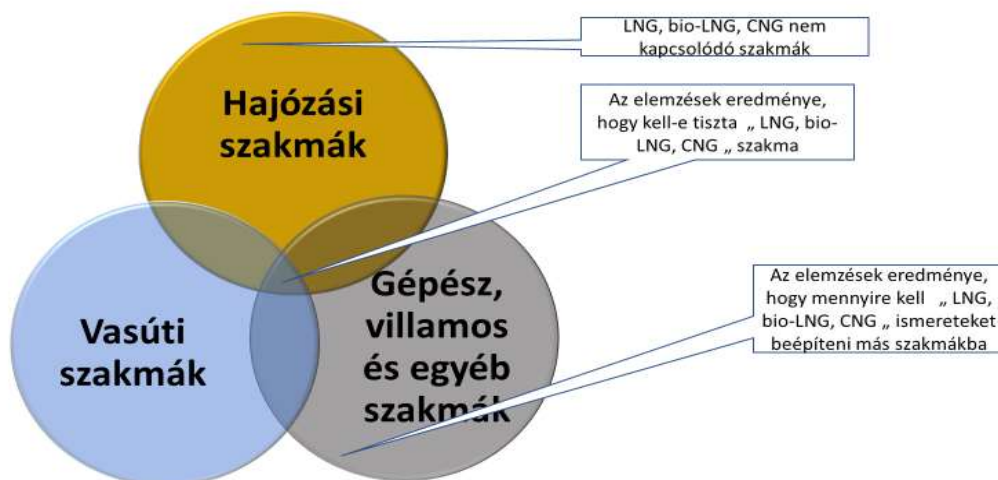 LNG, bio-LNG, CNG nem
kapcsolódó szakmák
Hajózási
szakmák
Az elemzések eredménye,
hogy kell-e tiszta „ LNG, bio-
LNG, CNG „ szakma
Vasúti
szakmák
Gépész,
villamos
és egyéb
szakmák
Az elemzések eredménye,
hogy mennyire kell „ LNG,
bio-LNG, CNG „ ismereteket
beépíteni más szakmákba